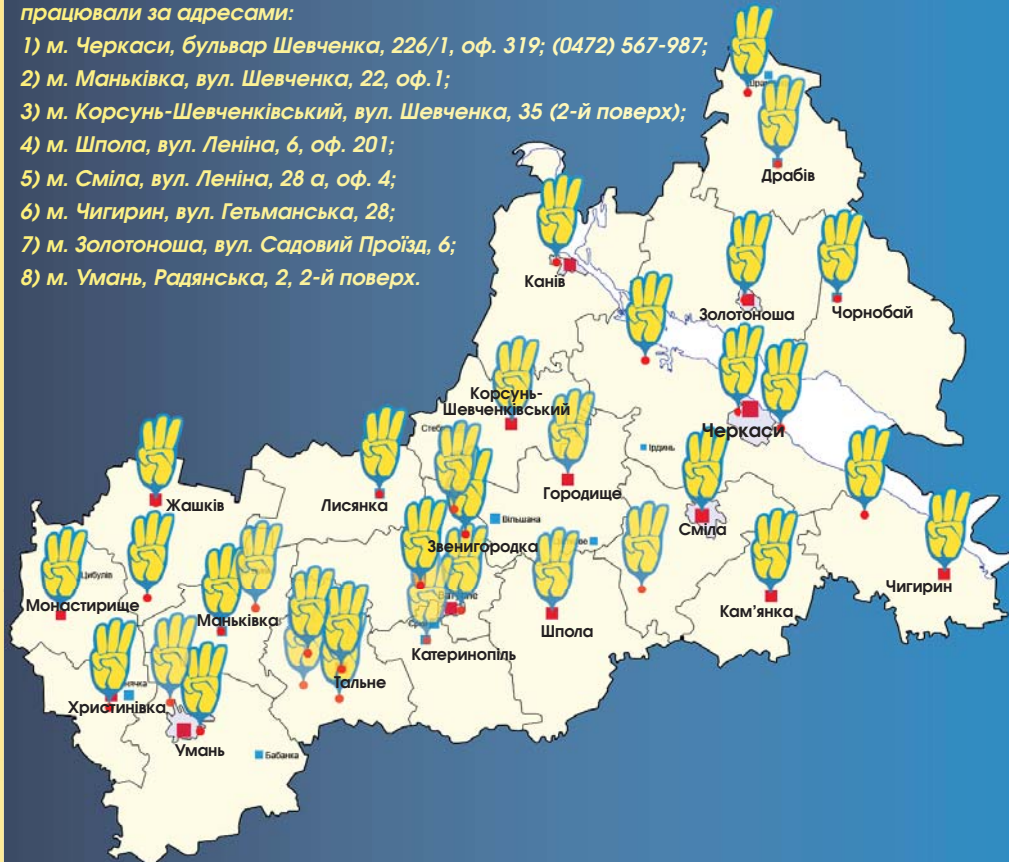 працювали за адресами:
1) м. Черкаси, бульвар Шевченка, 226/1, оф. 319; (0472) 567-987;
2) м. Маньківка, вул. Шевченка, 22, оф.1;
3) м. Корсунь-Шевченківський, вул. Шевченка, 35 (2-й поверх);
4) м. Шпола, вул. Леніна, 6, оф. 201;
5) м. Сміла, вул. Леніна, 28 а, оф. 4;
6) м. Чигирин, вул. Гетьманська, 28;
7) м. Золотоноша, вул. Садовий Проїзд, 6;
8) м. Умань, Радянська, 2, 2-й поверх.
Драбів
Канів
Золотоноша
Чорнобай
Корсунь-
Шевченківський
Черкаси
Ірдинь
Жашків
Лисянка
Городище
Сміла
Вільшана
Звенигородка
Цибулів
Монастирище
Маньківка
Шпола
Кам’янка
Чигирин
Катеринопіль
Тальне
Христинівка
Умань
Бабанка